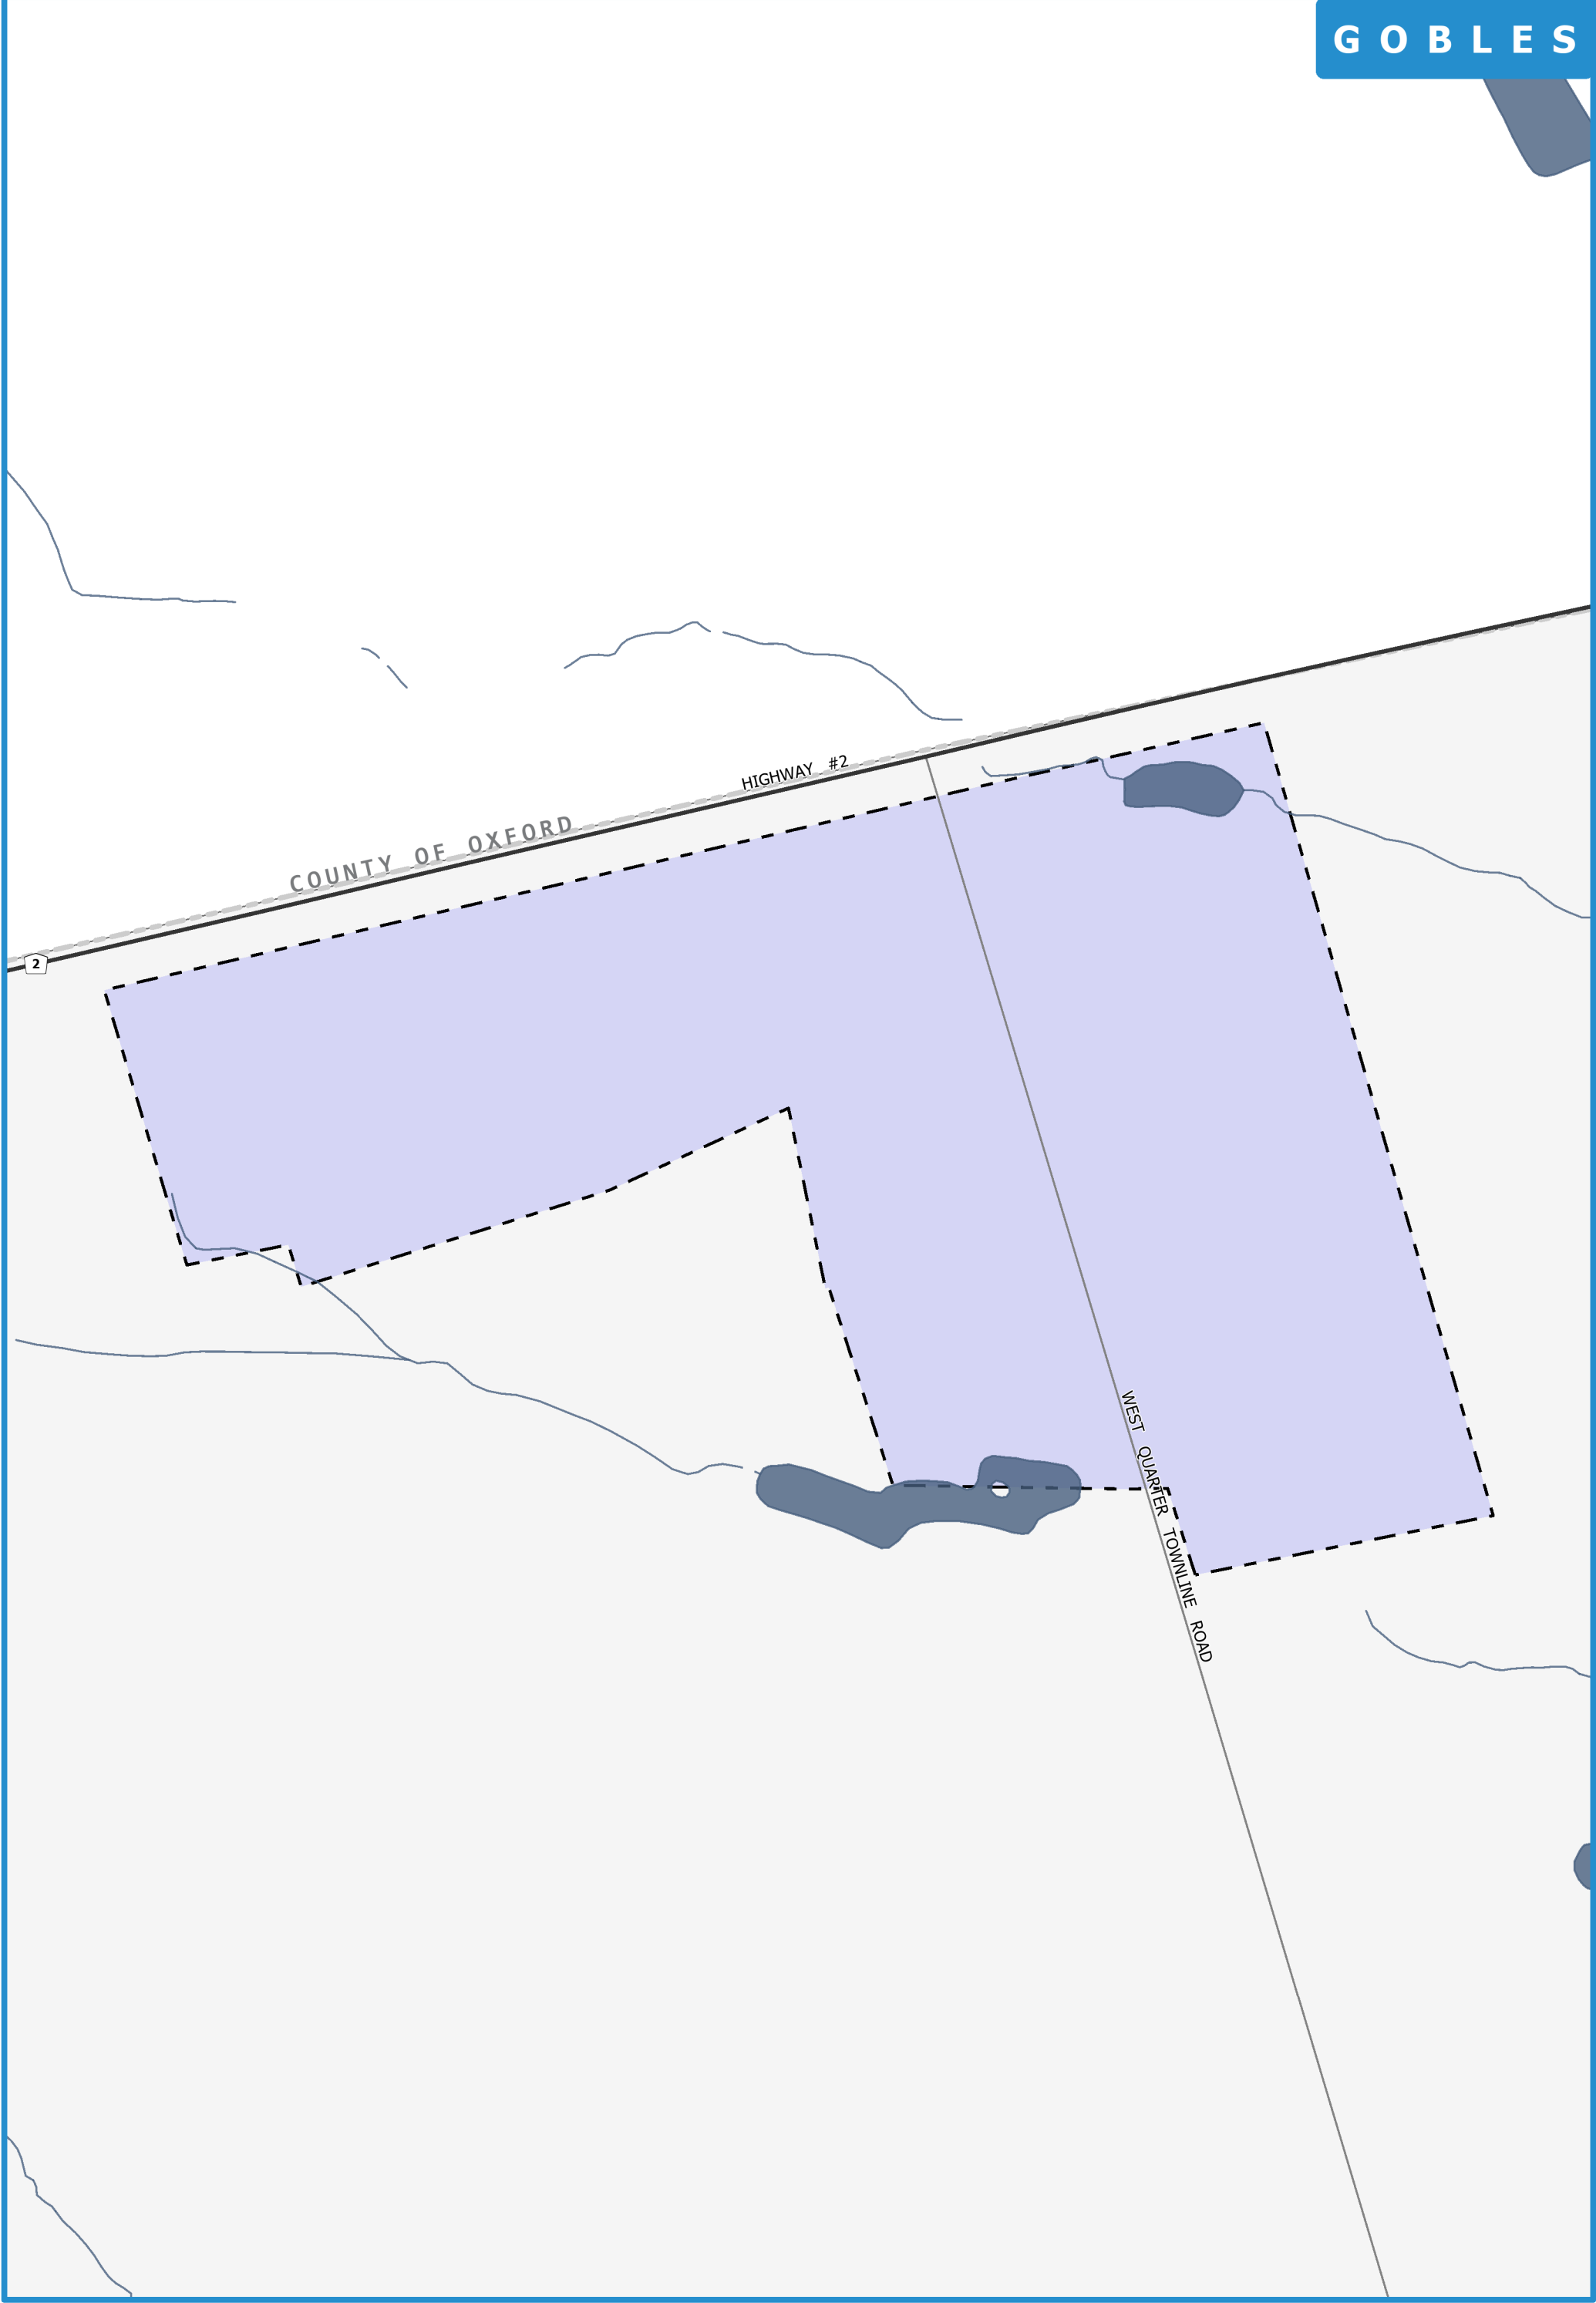 GOBLES
HIGHWAY #2
COUNTY OF OXFORD
2
WEST QUARTER TOWNLINE ROAD